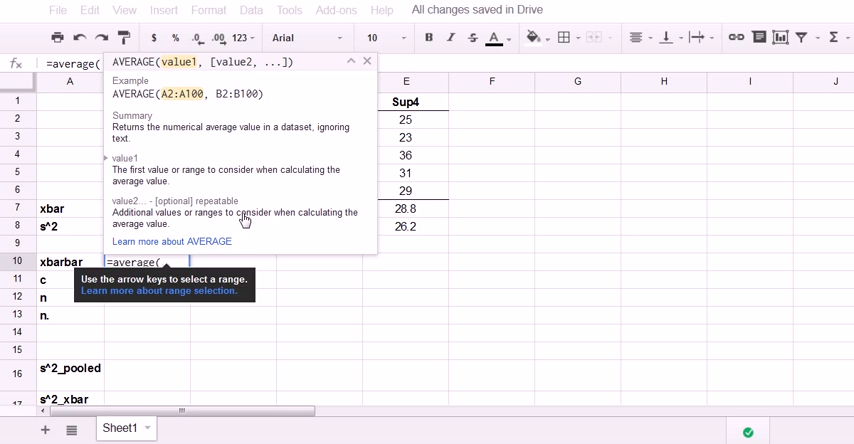 File Edit View Insert Format Data Tools Add-ons Help All changes saved in Drive
$ % .0 .00 123 Arial 10 B I S A Σ
fx =average(
AVERAGE(value1, [value2, ...])
Example
AVERAGE(A2:A100, B2:B100)
Summary
Returns the numerical average value in a dataset, ignoring
text.
value1
The first value or range to consider when calculating the
average value.
value2... - [optional] repeatable
Additional values or ranges to consider when calculating the
average value.
Learn more about AVERAGE
A E F G H I J
1 Sup4
2 25
3 23
4 36
5 31
6 29
7 xbar 28.8
8 s^2 26.2
9
10 xbarbar =average(
Use the arrow keys to select a range.
Learn more about range selection.
11 c
12 n
13 n.
14
15
16 s^2_pooled
17 s^2_xbar
Sheet1